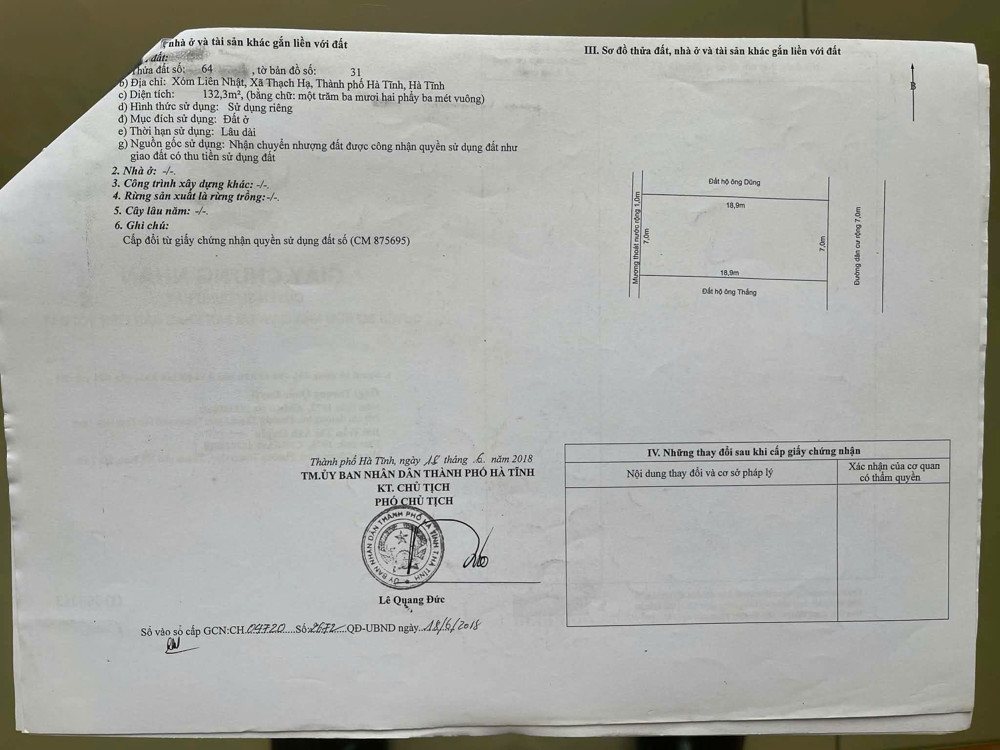 nhà ở và tài sản khác gắn liền với đất
đất:
Thửa đất số: 64 , tờ bản đồ số: 31
b) Địa chỉ: Xóm Liên Nhật, Xã Thạch Hạ, Thành phố Hà Tĩnh, Hà Tĩnh
c) Diện tích: 132,3m², (bằng chữ: một trăm ba mươi hai phẩy ba mét vuông)
d) Hình thức sử dụng: Sử dụng riêng
đ) Mục đích sử dụng: Đất ở
e) Thời hạn sử dụng: Lâu dài
g) Nguồn gốc sử dụng: Nhận chuyển nhượng đất được công nhận quyền sử dụng đất như
giao đất có thu tiền sử dụng đất
2. Nhà ở: -/-.
3. Công trình xây dựng khác: -/-.
4. Rừng sản xuất là rừng trồng:-/-.
5. Cây lâu năm: -/-.
6. Ghi chú:
Cấp đổi từ giấy chứng nhận quyền sử dụng đất số (CM 875695)
Thành phố Hà Tĩnh, ngày 18 tháng 6 năm 2018
TM.ỦY BAN NHÂN DÂN THÀNH PHỐ HÀ TĨNH
KT. CHỦ TỊCH
PHÓ CHỦ TỊCH
ỦY BAN NHÂN DÂN THÀNH PHỐ HÀ TĨNH T.HÀ TĨNH
Lê Quang Đức
Số vào sổ cấp GCN:CH.04720....Số:2672...QĐ-UBND ngày..18/6/2018
III. Sơ đồ thửa đất, nhà ở và tài sản khác gắn liền với đất
B
Đất hộ ông Dũng
18,9m
Mương thoát nước rộng 1,0m
7,0m
7,0m
Đường dân cư rộng 7,0m
18,9m
Đất hộ ông Thắng
IV. Những thay đổi sau khi cấp giấy chứng nhận
Nội dung thay đổi và cơ sở pháp lý
Xác nhận của cơ quan
có thẩm quyền